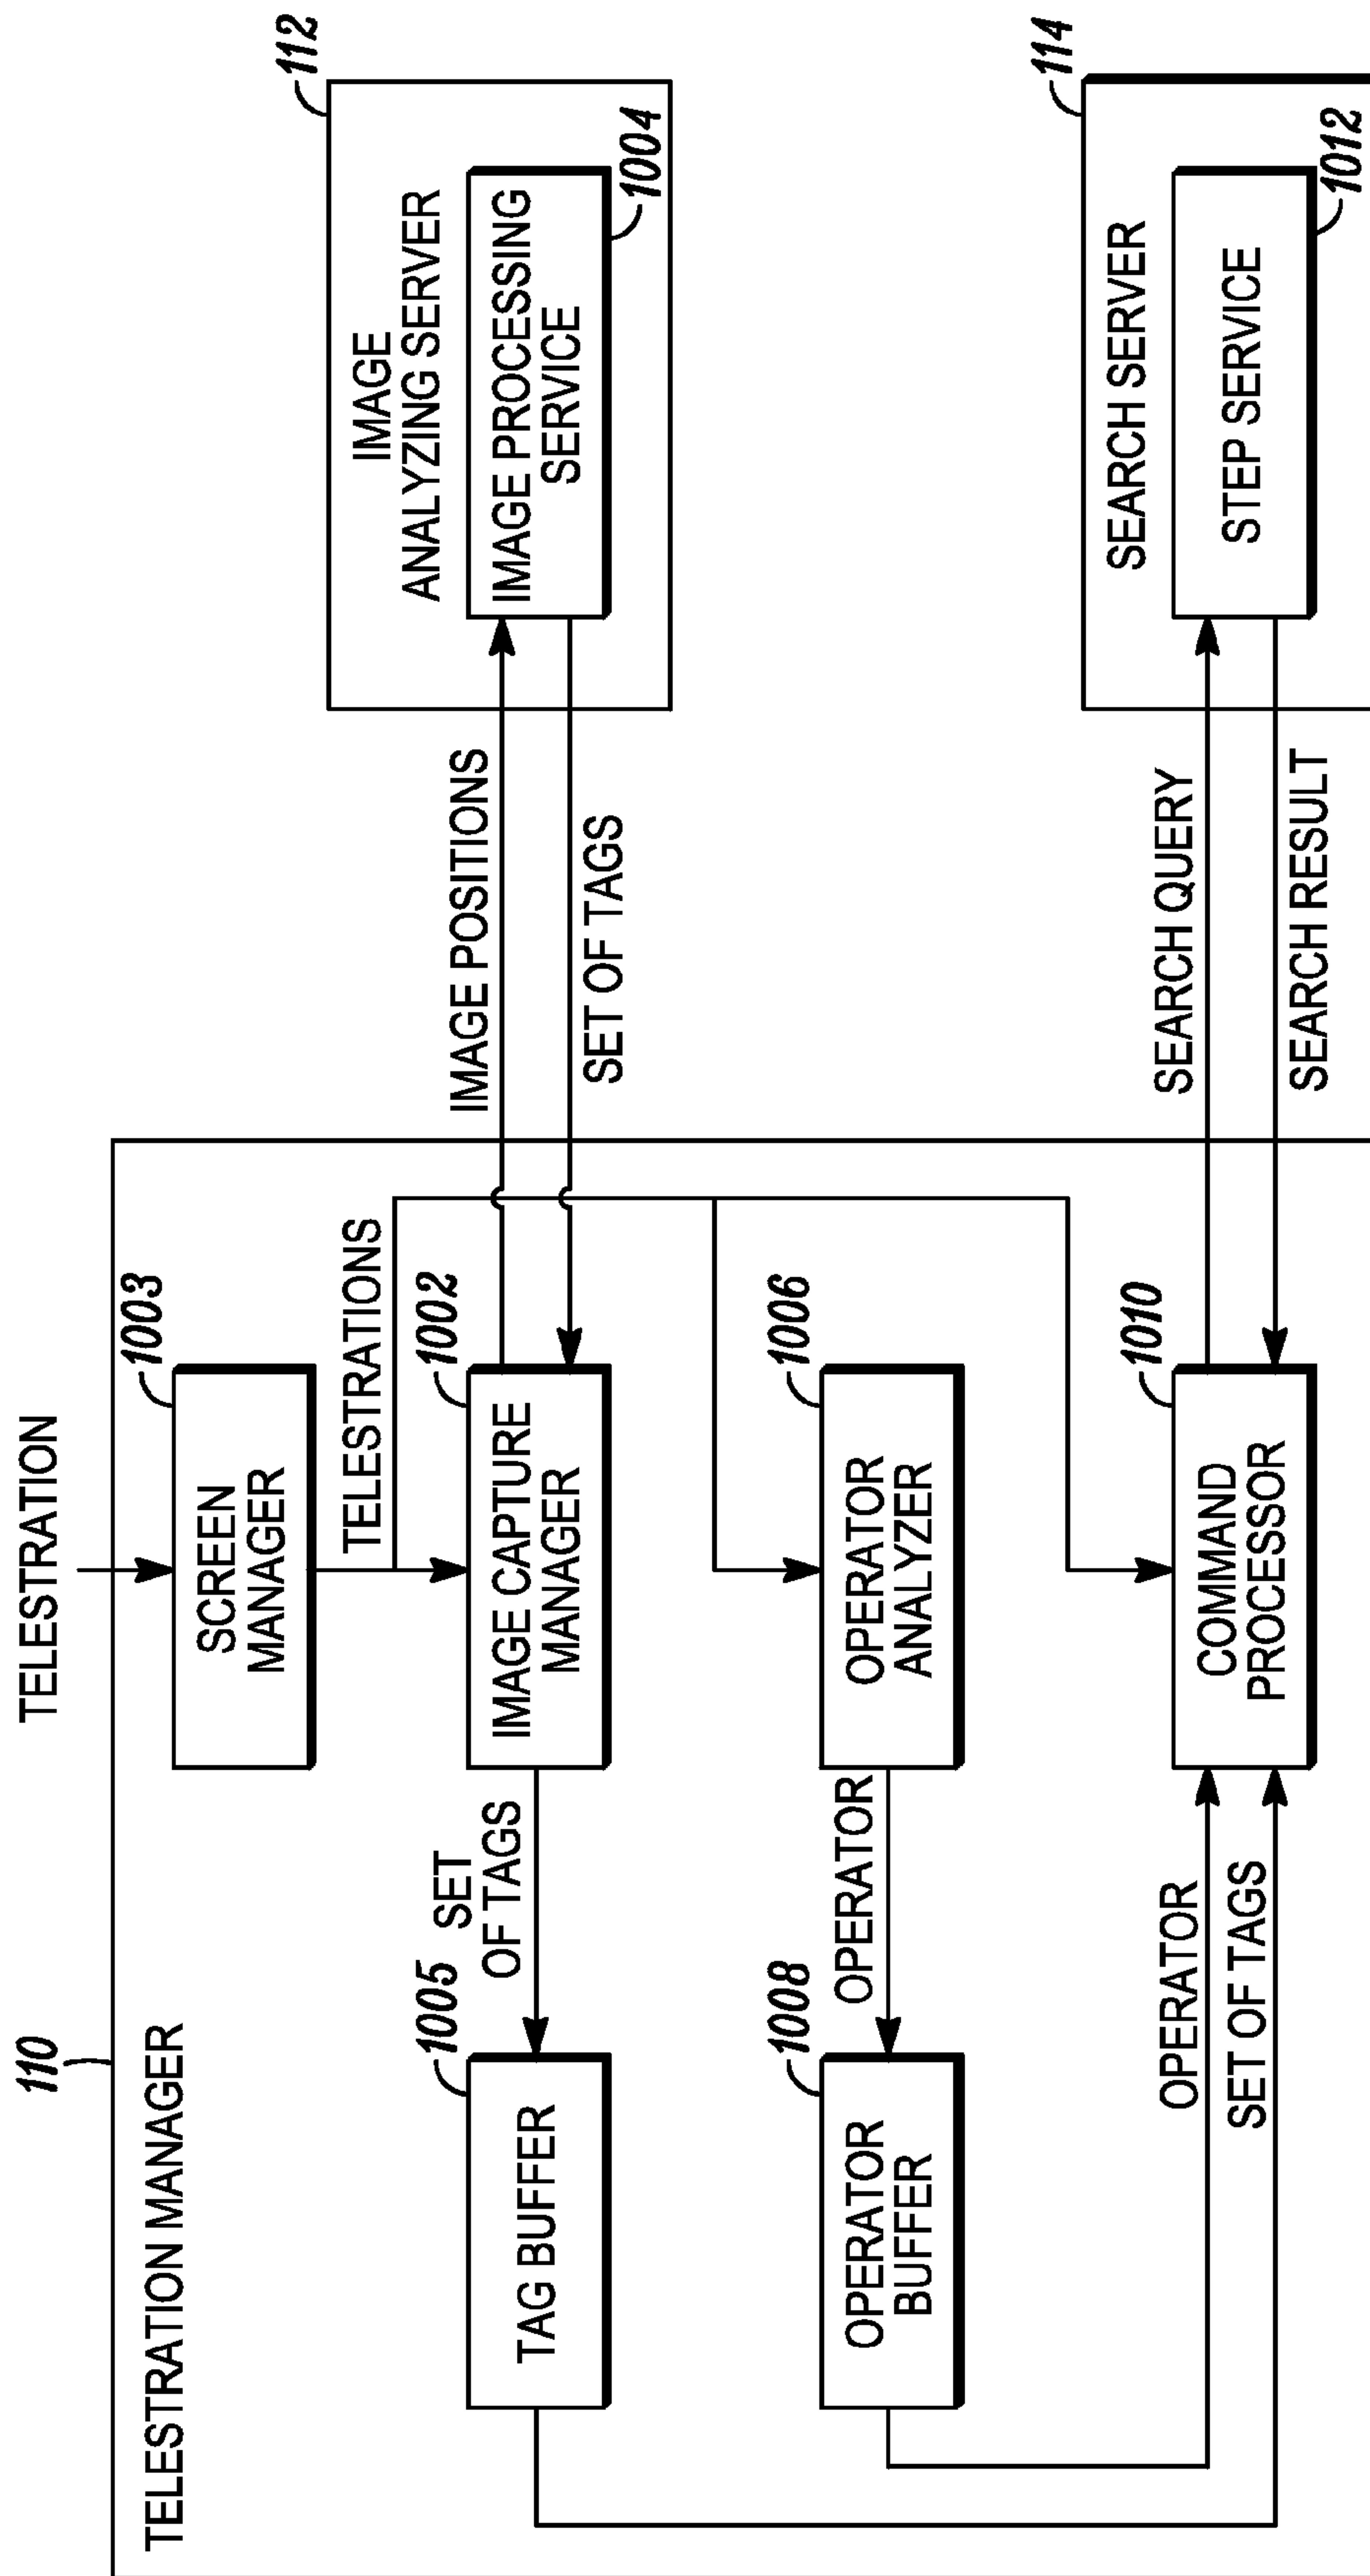 TELESTRATION
110
TELESTRATION MANAGER
1003
SCREEN
MANAGER
TELESTRATIONS
112
IMAGE
ANALYZING SERVER
IMAGE PROCESSING
SERVICE
1004
1005
TAG BUFFER
SET
OF TAGS
1002
IMAGE CAPTURE
MANAGER
IMAGE POSITIONS
SET OF TAGS
1008
OPERATOR
BUFFER
OPERATOR
1006
OPERATOR
ANALYZER
114
SEARCH SERVER
STEP SERVICE
1012
OPERATOR
SET OF TAGS
1010
COMMAND
PROCESSOR
SEARCH QUERY
SEARCH RESULT